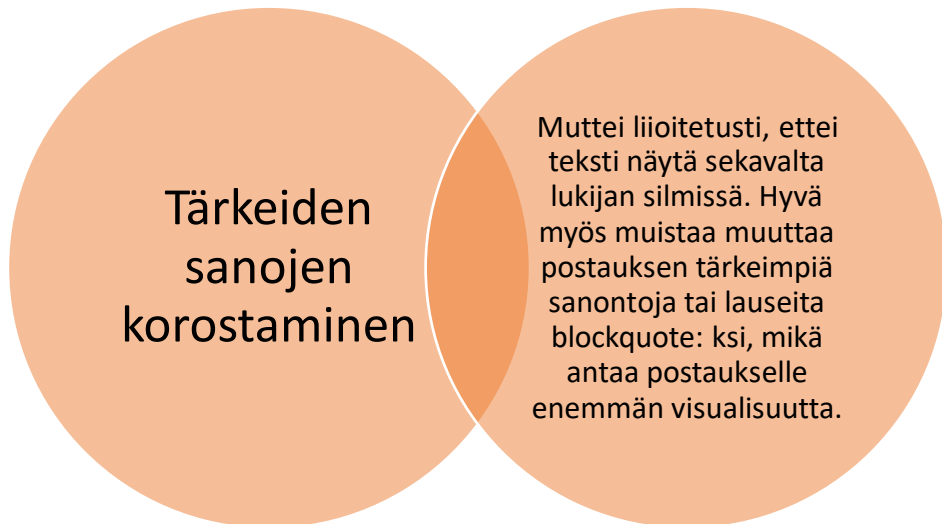 Tärkeiden
sanojen
korostaminen
Muttei liioitetusti, ettei
teksti näytä sekavalta
lukijan silmissä. Hyvä
myös muistaa muuttaa
postauksen tärkeimpiä
sanontoja tai lauseita
blockquote: ksi, mikä
antaa postaukselle
enemmän visualisuutta.